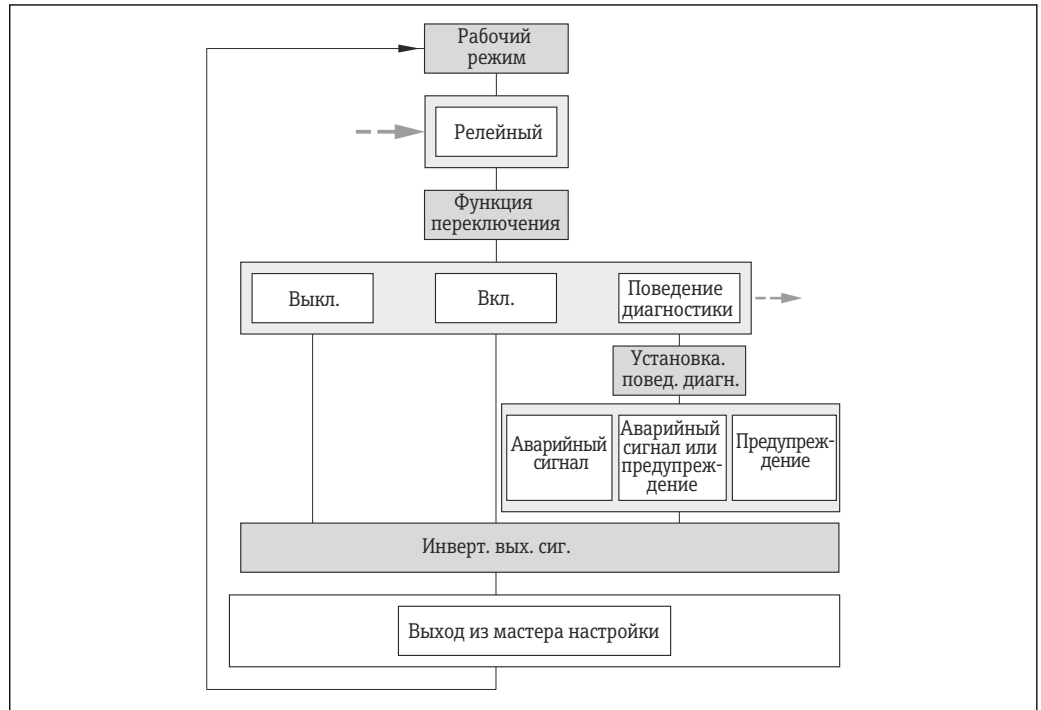 Рабочий
режим
Релейный
Функция
переключения
Выкл.
Вкл.
Поведение
диагностики
Установка.
повед. диагн.
Аварийный
сигнал
Аварийный
сигнал или
предупреж-
дение
Предупреж-
дение
Инверт. вых. сиг.
Выход из мастера настройки